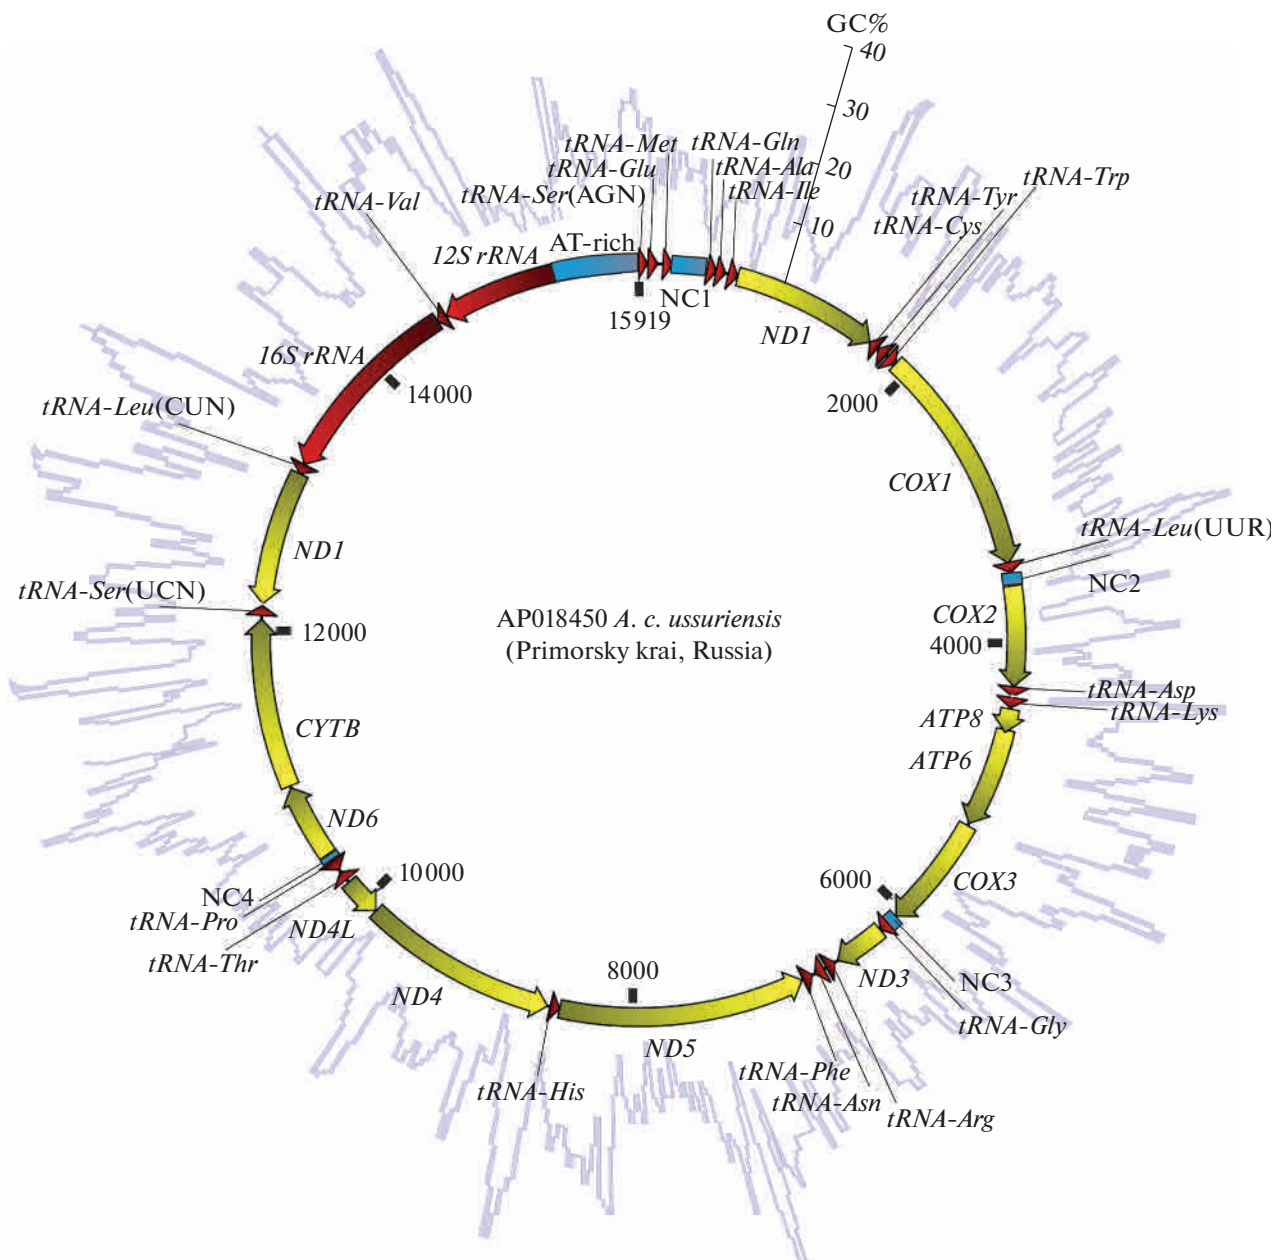 GC%
40
30
20
10
tRNA-Met
tRNA-Gln
tRNA-Glu
tRNA-Ala
tRNA-Ser(AGN)
tRNA-Ile
tRNA-Val
tRNA-Trp
tRNA-Tyr
tRNA-Cys
12S rRNA
AT-rich
NC1
15919
ND1
16S rRNA
14000
2000
tRNA-Leu(CUN)
COX1
tRNA-Leu(UUR)
NC2
ND1
tRNA-Ser(UCN)
12000
AP018450 A. c. ussuriensis
(Primorsky krai, Russia)
COX2
4000
tRNA-Asp
tRNA-Lys
ATP8
ATP6
CYTB
ND6
10000
6000
COX3
NC4
tRNA-Pro
tRNA-Thr
ND4L
ND4
8000
ND3
NC3
tRNA-Gly
ND5
tRNA-His
tRNA-Phe
tRNA-Asn
tRNA-Arg